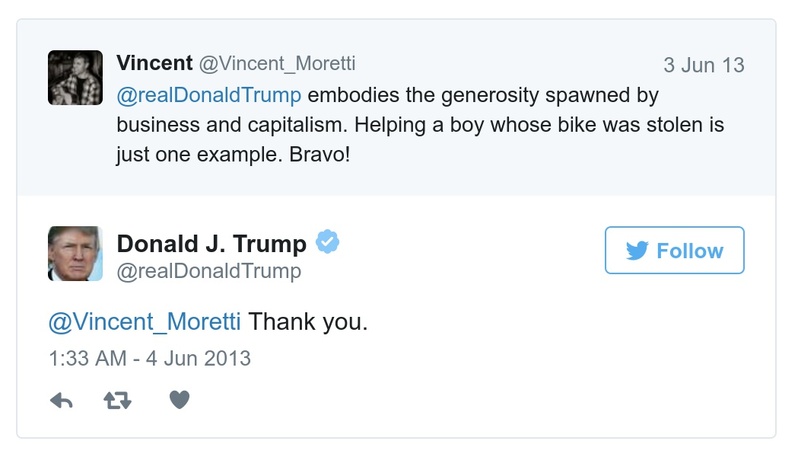 Vincent @Vincent_Moretti 3 Jun 13
@realDonaldTrump embodies the generosity spawned by
business and capitalism. Helping a boy whose bike was stolen is
just one example. Bravo!
Donald J. Trump Follow
@realDonaldTrump
@Vincent_Moretti Thank you.
1:33 AM - 4 Jun 2013